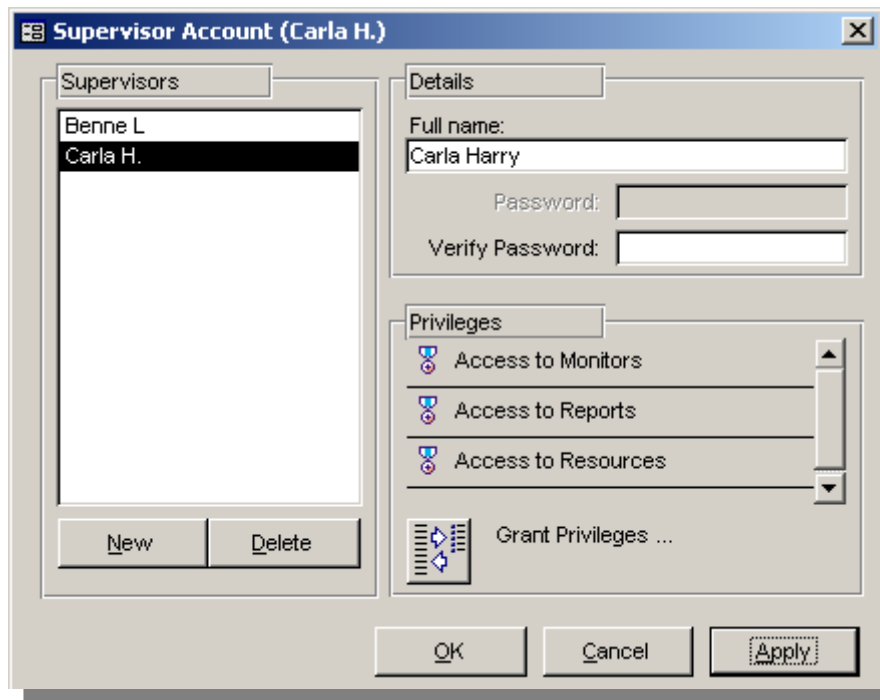 Supervisor Account (Carla H.)
Supervisors
Benne L
Carla H.
New
Delete
Details
Full name:
Carla Harry
Password:
Verify Password:
Privileges
Access to Monitors
Access to Reports
Access to Resources
Grant Privileges ...
OK
Cancel
Apply